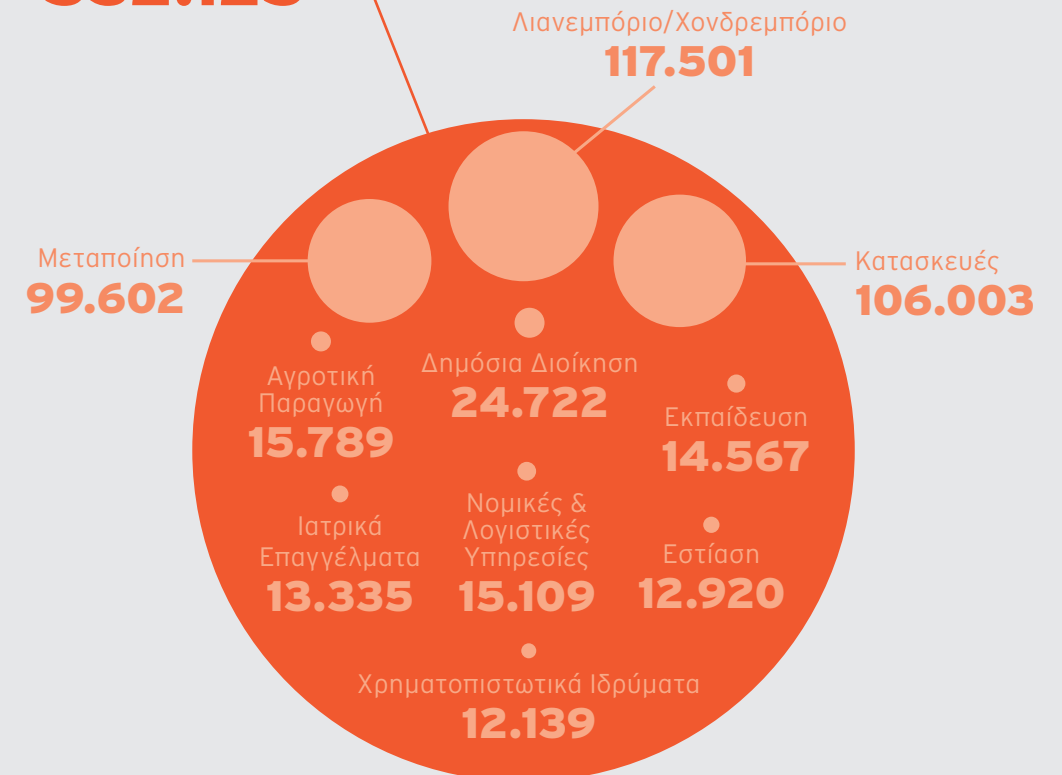 Λιανεμπόριο/Χονδρεμπόριο
117.501
Μεταποίηση
99.602
Κατασκευές
106.003
Αγροτική
Παραγωγή
15.789
Δημόσια Διοίκηση
24.722
Εκπαίδευση
14.567
Ιατρικά
Επαγγέλματα
13.335
Νομικές &
Λογιστικές
Υπηρεσίες
15.109
Εστίαση
12.920
Χρηματοπιστωτικά Ιδρύματα
12.139